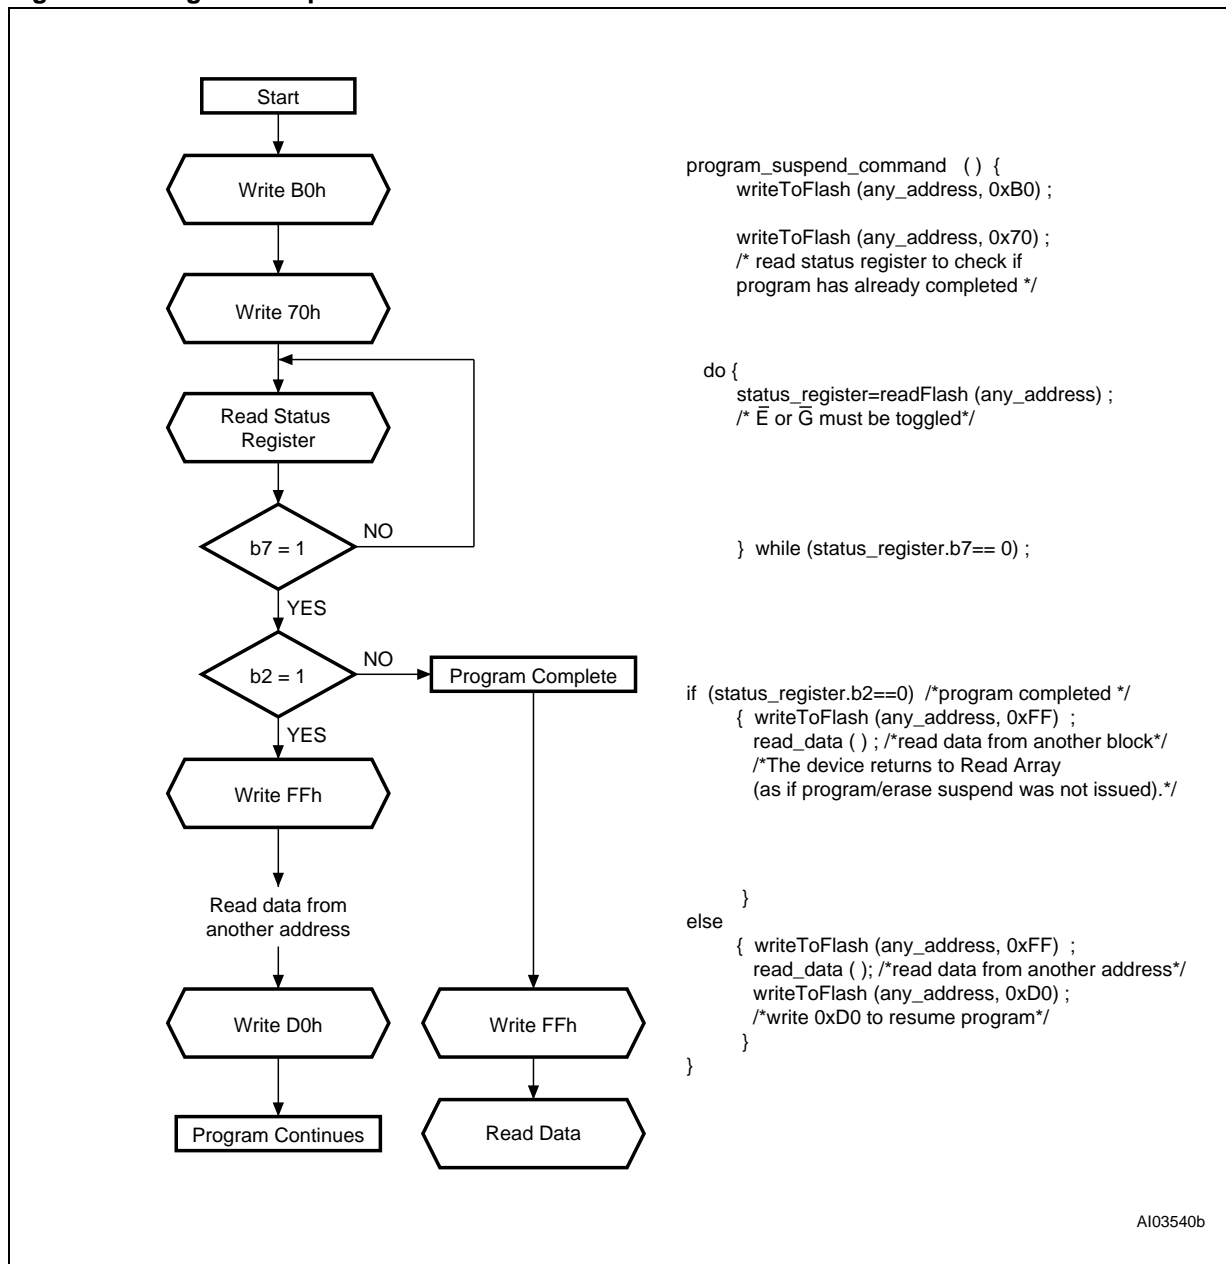 Start
Write B0h
Write 70h
Read Status
Register
NO
b7 = 1
YES
NO
b2 = 1
Program Complete
YES
Write FFh
Read data from
another address
Write D0h
Write FFh
Program Continues
Read Data
program_suspend_command ( ) {
writeToFlash (any_address, 0xB0) ;
writeToFlash (any_address, 0x70) ;
/* read status register to check if
program has already completed */
do {
status_register=readFlash (any_address) ;
/* E̅ or G̅ must be toggled*/
} while (status_register.b7== 0) ;
if (status_register.b2==0) /*program completed */
{ writeToFlash (any_address, 0xFF) ;
read_data ( ) ; /*read data from another block*/
/*The device returns to Read Array
(as if program/erase suspend was not issued).*/
}
else
{ writeToFlash (any_address, 0xFF) ;
read_data ( ); /*read data from another address*/
writeToFlash (any_address, 0xD0) ;
/*write 0xD0 to resume program*/
}
}
AI03540b